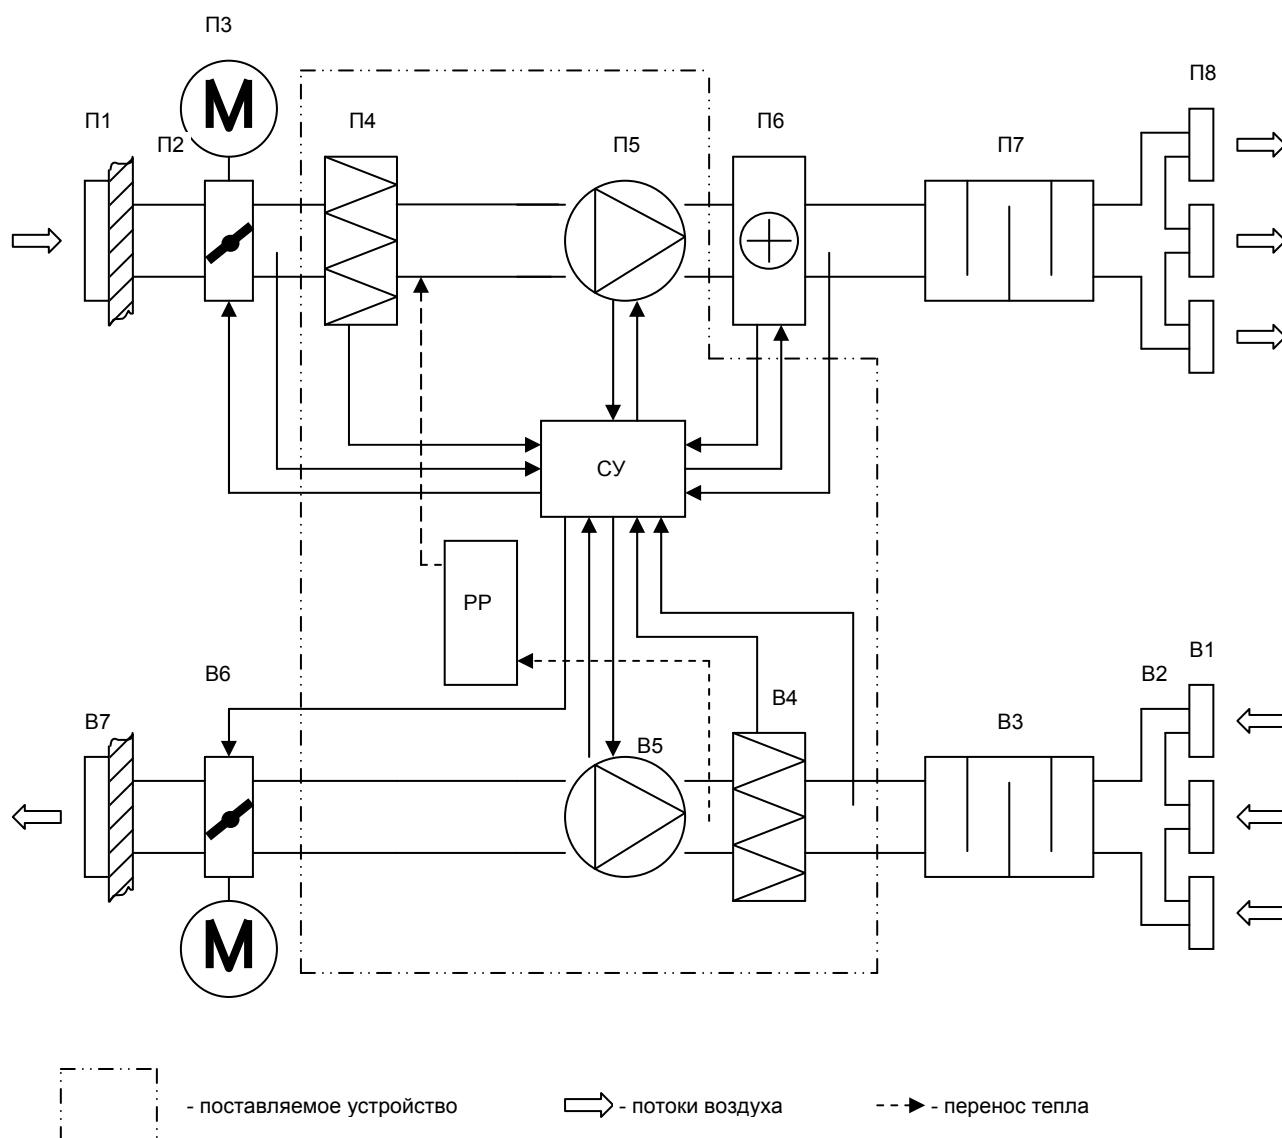 П3
П8
П1
П4
П6
П2
П5
П7
M
СУ
РР
В1
В6
В2
В4
В7
В3
В5
M
- поставляемое устройство
- потоки воздуха
- перенос тепла